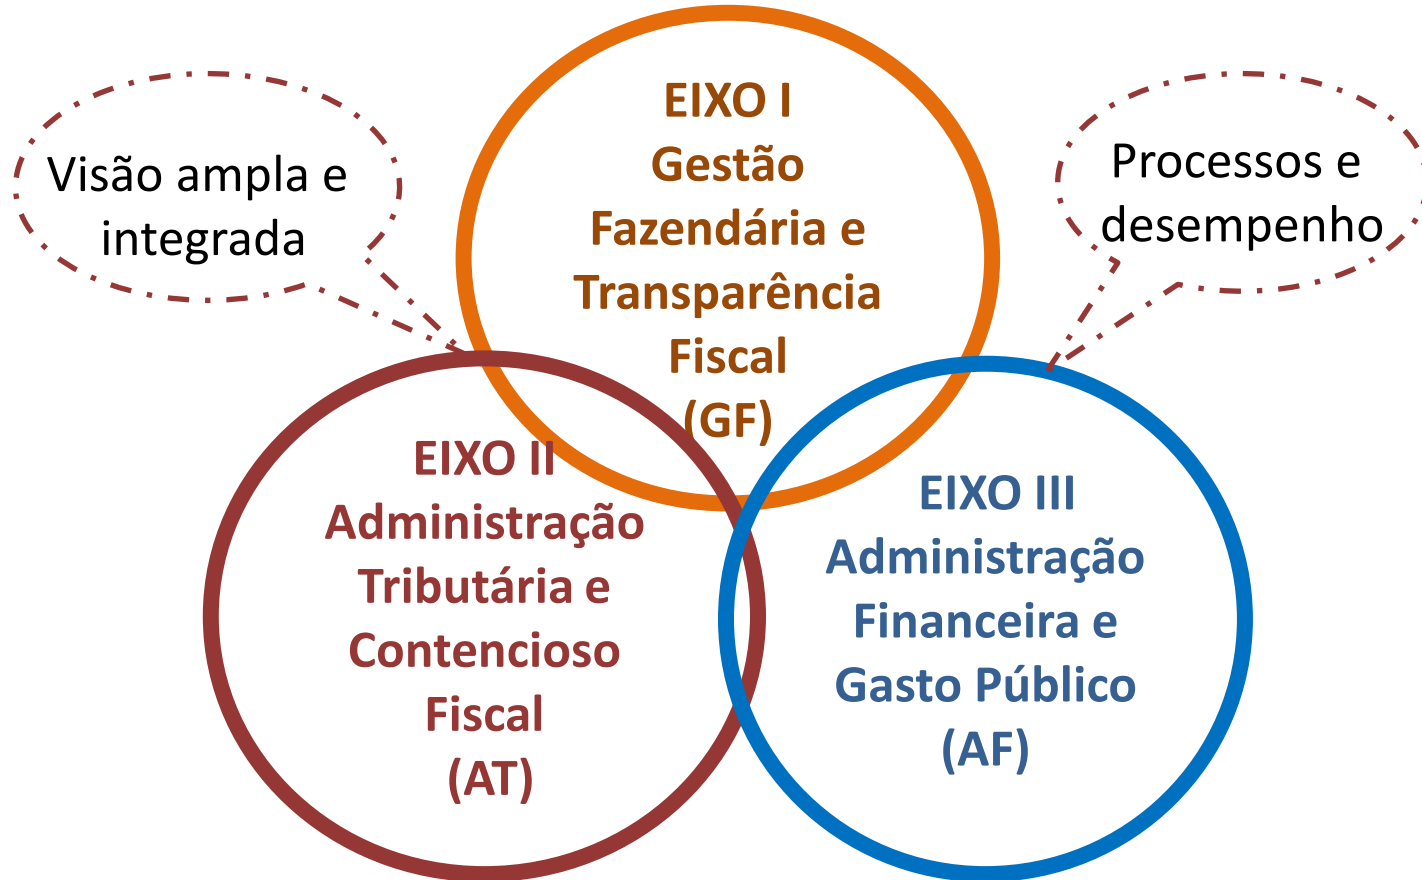 EIXO I
Gestão
Fazendária e
Transparência
Fiscal
(GF)
Visão ampla e
integrada
Processos e
desempenho
EIXO II
Administração
Tributária e
Contencioso
Fiscal
(AT)
EIXO III
Administração
Financeira e
Gasto Público
(AF)